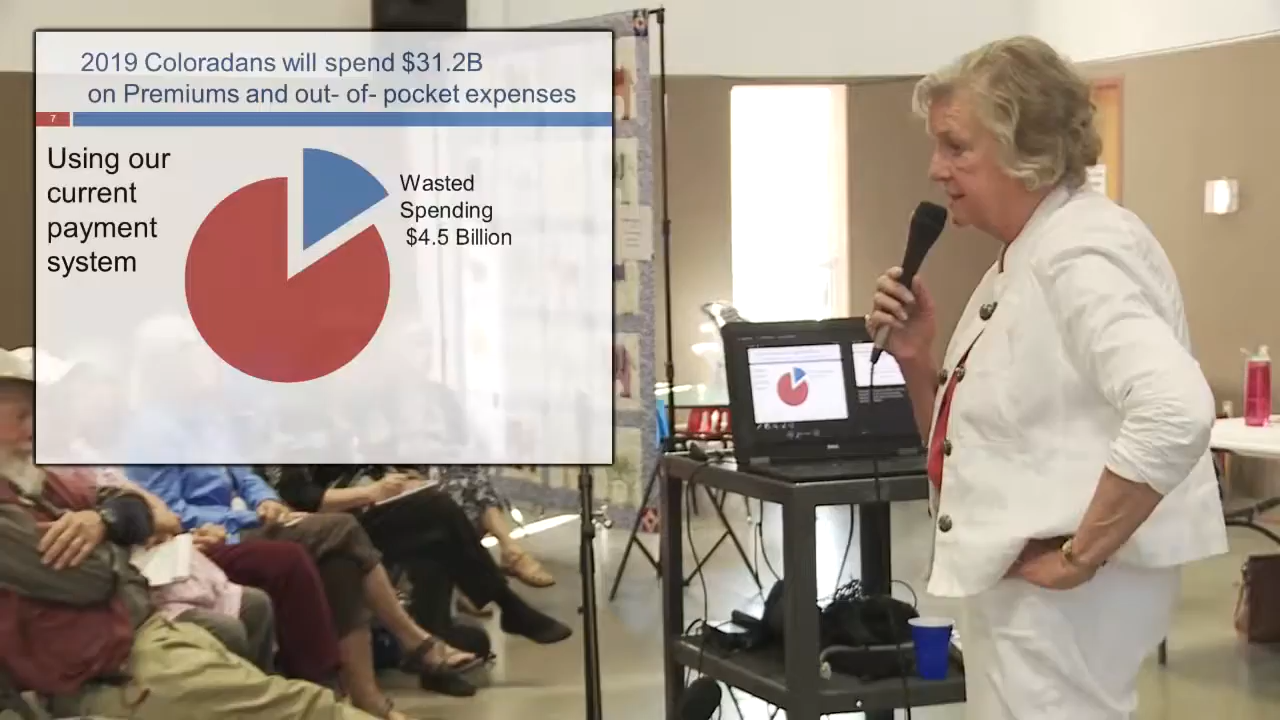 2019 Coloradans will spend $31.2B
on Premiums and out- of- pocket expenses
7
Using our
current
payment
system
Wasted
Spending
$4.5 Billion